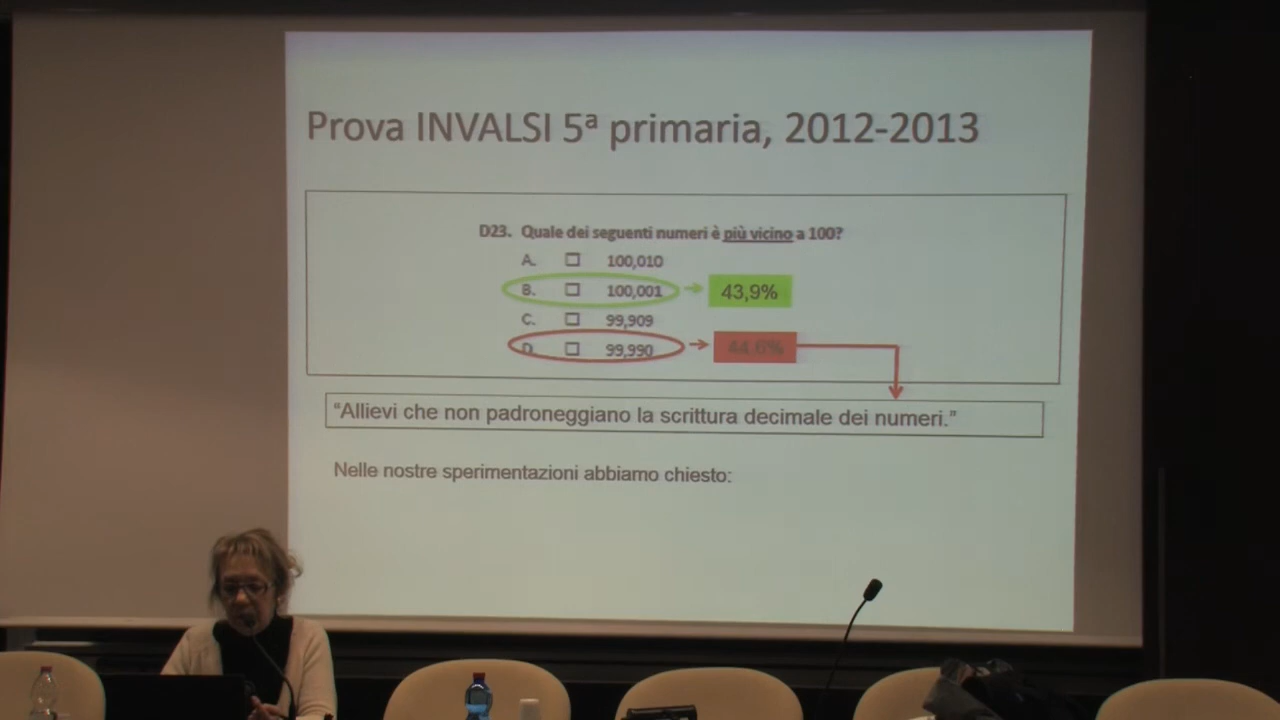 Prova INVALSI 5ª primaria, 2012-2013
D23. Quale dei seguenti numeri è più vicino a 100?
A. 100,010
B. 100,001 43,9%
C. 99,909
D. 99,990 44,6%
“Allievi che non padroneggiano la scrittura decimale dei numeri.”
Nelle nostre sperimentazioni abbiamo chiesto: